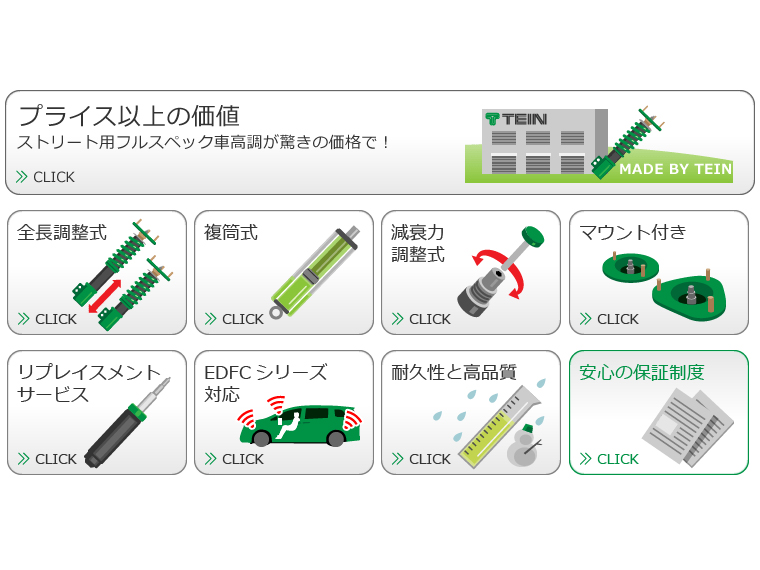 プライス以上の価値
ストリート用フルスペック車高調が驚きの価格で!
CLICK
TEIN
MADE BY TEIN
全長調整式
CLICK
複筒式
CLICK
減衰力
調整式
CLICK
マウント付き
CLICK
リプレイスメント
サービス
CLICK
EDFCシリーズ
対応
CLICK
耐久性と高品質
CLICK
安心の保証制度
CLICK